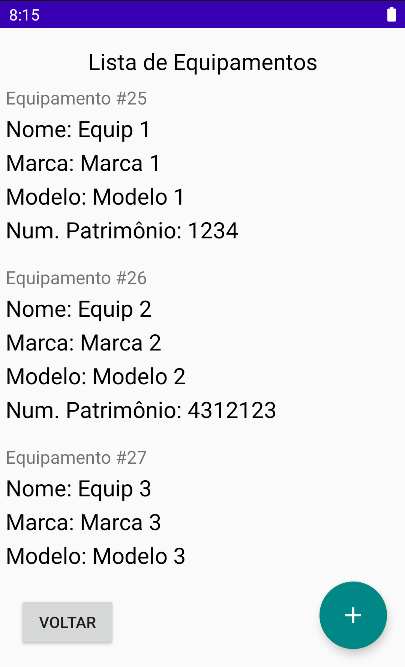 8:15
Lista de Equipamentos
Equipamento #25
Nome: Equip 1
Marca: Marca 1
Modelo: Modelo 1
Num. Patrimônio: 1234
Equipamento #26
Nome: Equip 2
Marca: Marca 2
Modelo: Modelo 2
Num. Patrimônio: 4312123
Equipamento #27
Nome: Equip 3
Marca: Marca 3
Modelo: Modelo 3
VOLTAR
+